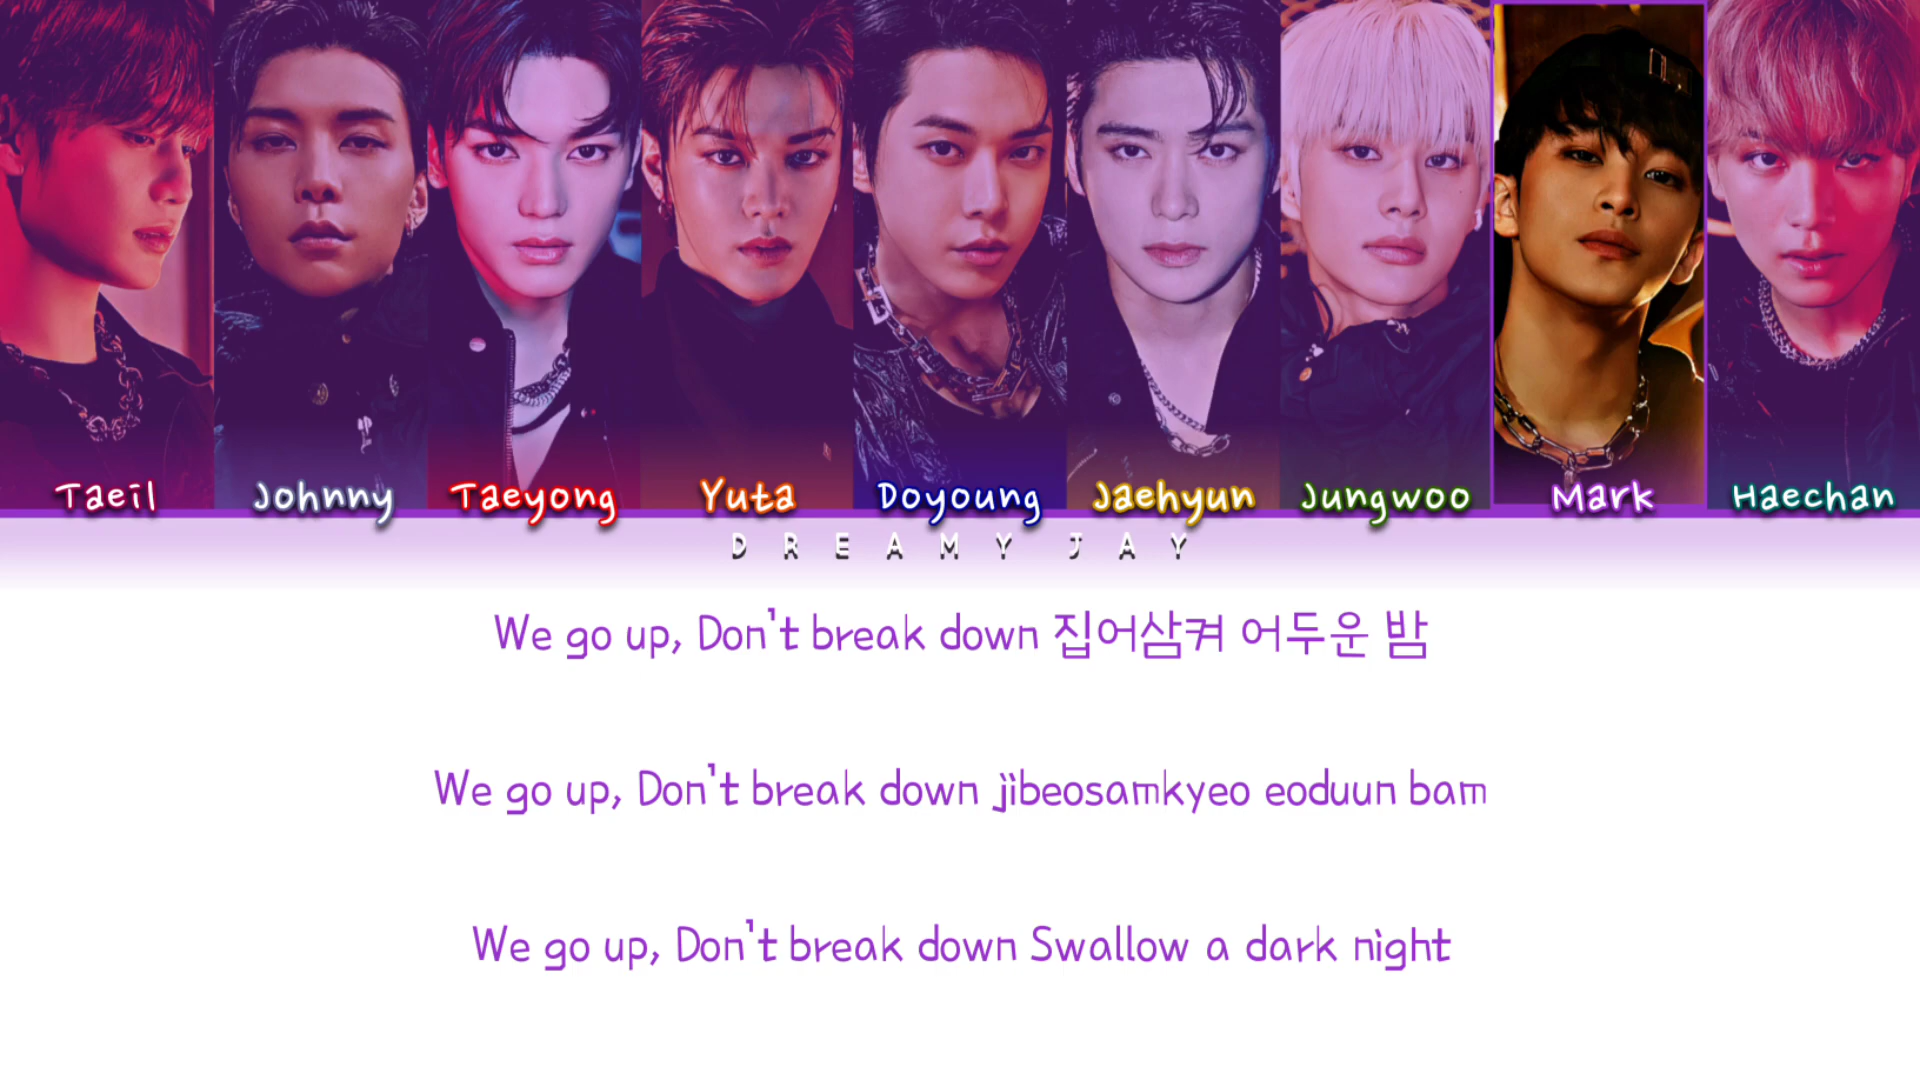 Taeil Johnny Taeyong Yuta Doyoung Jaehyun Jungwoo Mark Haechan
DREAMY JAY
We go up, Don't break down 집어삼켜 어두운 밤
We go up, Don't break down jibeosamkyeo eoduun bam
We go up, Don't break down Swallow a dark night